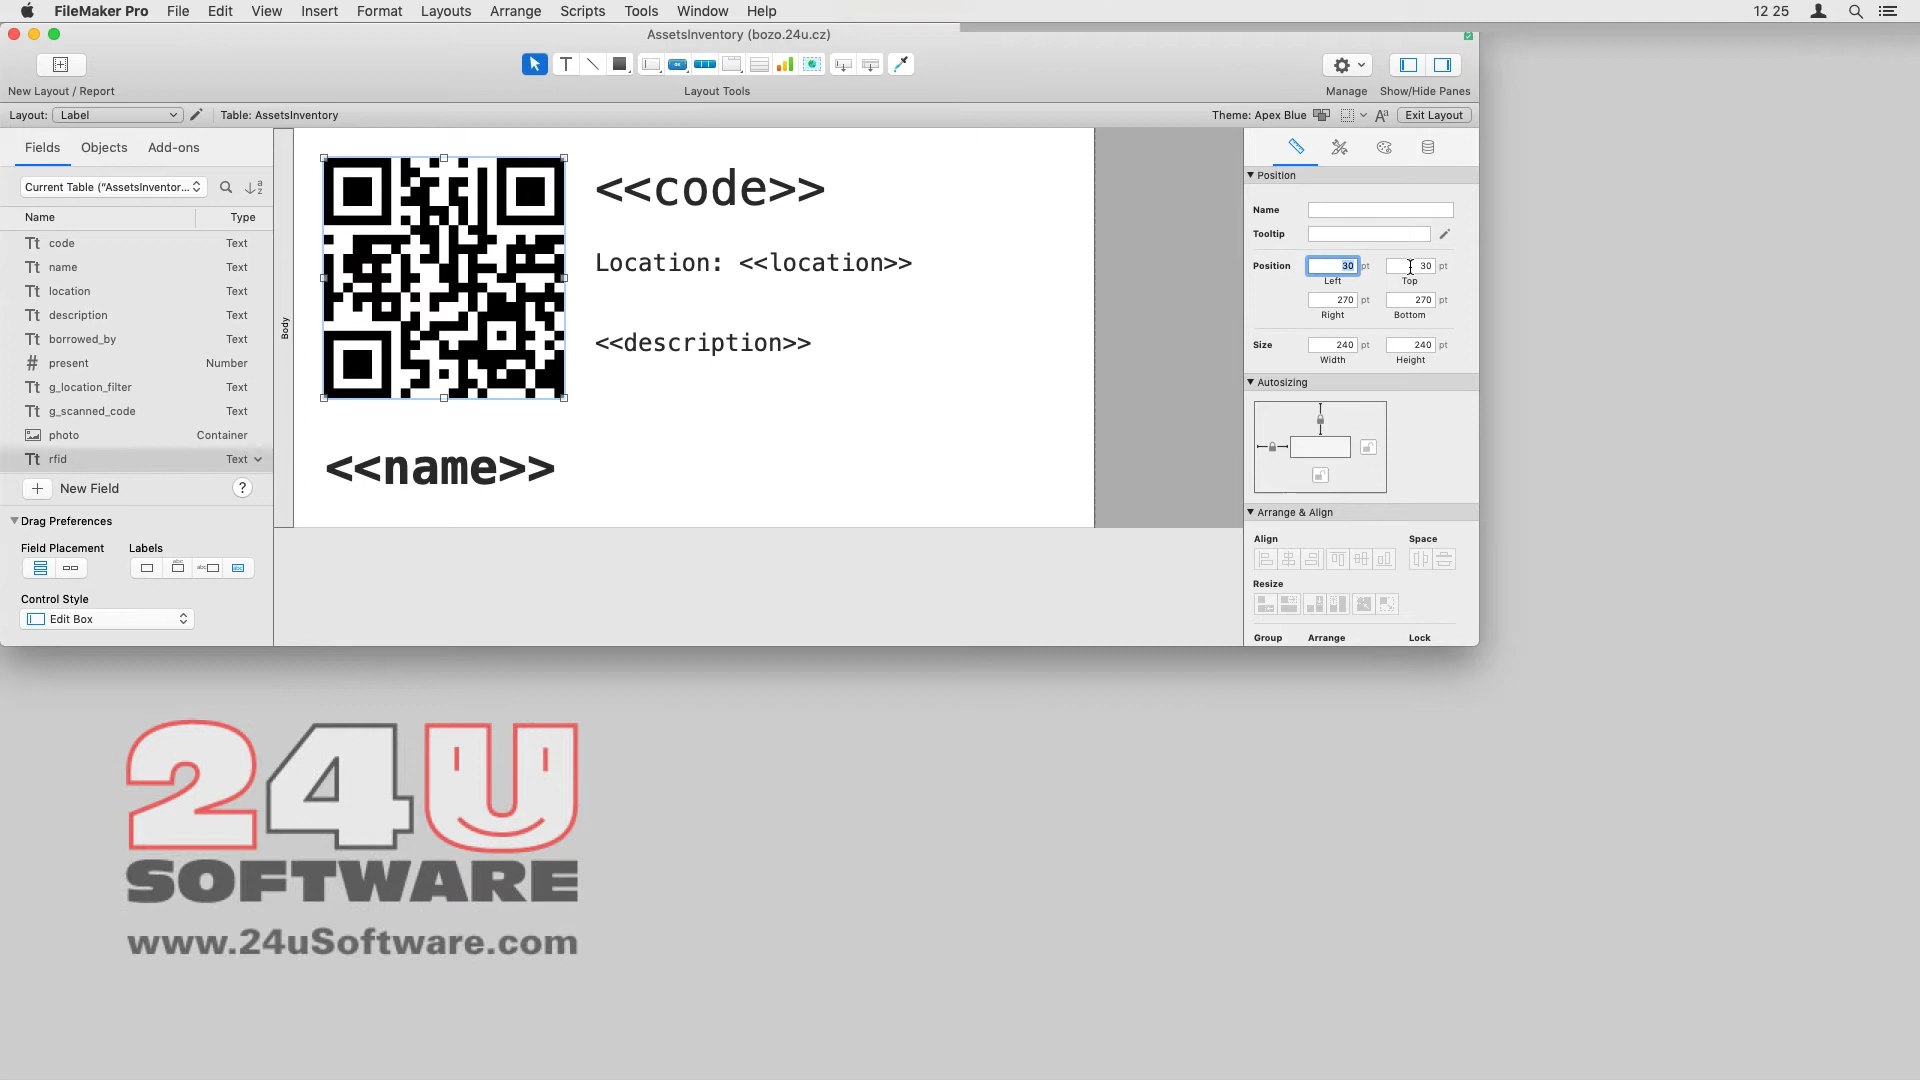 FileMaker Pro File Edit View Insert Format Layouts Arrange Scripts Tools Window Help 12 25
AssetsInventory (bozo.24u.cz)
New Layout / Report Layout Tools Manage Show/Hide Panes
Layout: Label Table: AssetsInventory Theme: Apex Blue Exit Layout
Fields Objects Add-ons
Current Table ("AssetsInventor...
Name Type
code Text
name Text
location Text
description Text
borrowed_by Text
present Number
g_location_filter Text
g_scanned_code Text
photo Container
rfid Text
New Field ?
Drag Preferences
Field Placement Labels
Control Style
Edit Box
Body
<<code>>
Location: <<location>>
<<description>>
<<name>>
Position
Name
Tooltip
Position 30 pt 30 pt
Left Top
270 pt 270 pt
Right Bottom
Size 240 pt 240 pt
Width Height
Autosizing
Arrange & Align
Align Space
Resize
Group Arrange Lock
24U
SOFTWARE
www.24uSoftware.com